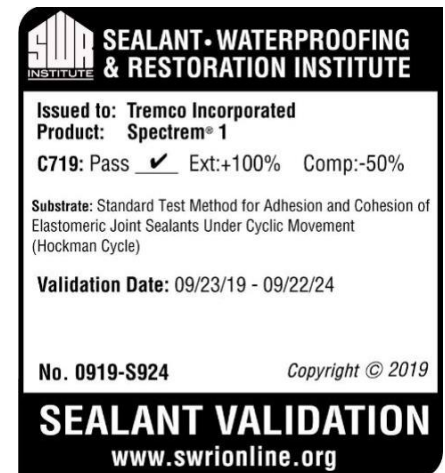 SWR
INSTITUTE
SEALANT•WATERPROOFING
& RESTORATION INSTITUTE
Issued to: Tremco Incorporated
Product: Spectrem® 1
C719: Pass ✔ Ext:+100% Comp:-50%
Substrate: Standard Test Method for Adhesion and Cohesion of
Elastomeric Joint Sealants Under Cyclic Movement
(Hockman Cycle)
Validation Date: 09/23/19 - 09/22/24
No. 0919-S924 Copyright © 2019
SEALANT VALIDATION
www.swrionline.org